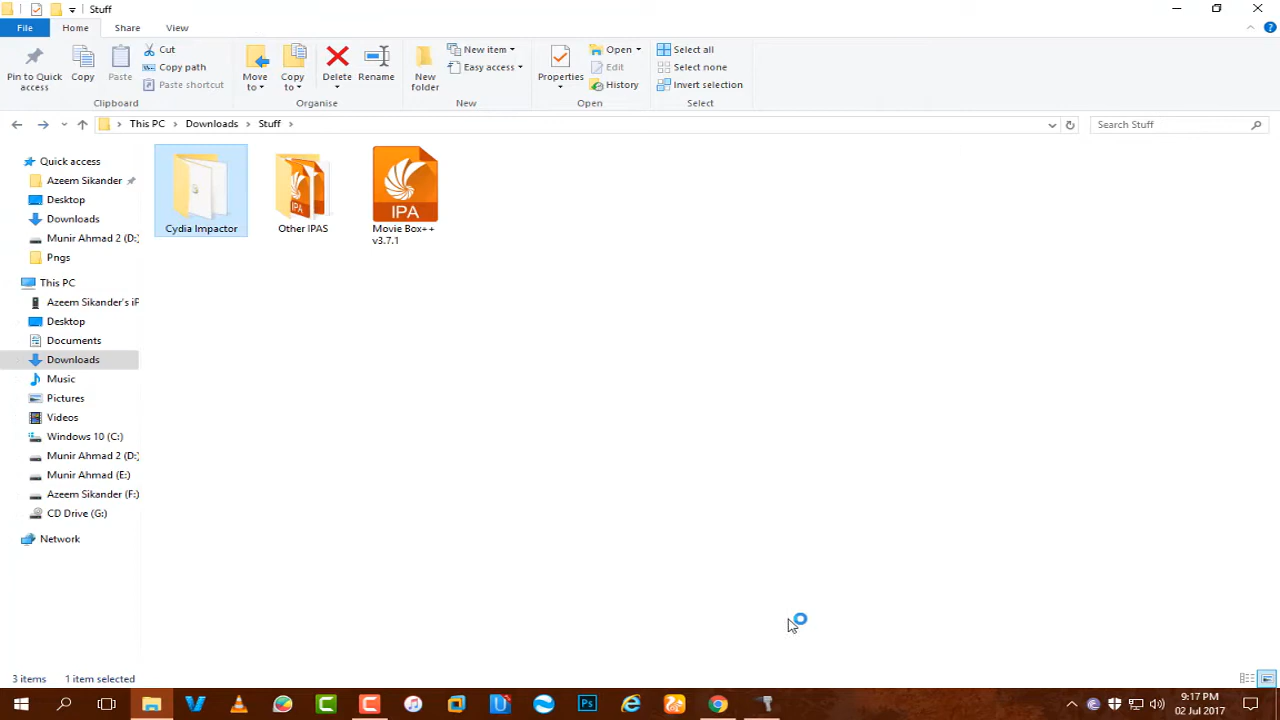 Stuff
File
Home
Share
View
Pin to Quick access
Copy
Paste
Cut
Copy path
Paste shortcut
Move to
Copy to
Delete
Rename
New folder
New item
Easy access
Properties
Open
Edit
History
Select all
Select none
Invert selection
Clipboard
Organise
New
Open
Select
This PC
Downloads
Stuff
Search Stuff
Quick access
Azeem Sikander
Desktop
Downloads
Munir Ahmad 2 (D:)
Pngs
This PC
Azeem Sikander's iP
Desktop
Documents
Downloads
Music
Pictures
Videos
Windows 10 (C:)
Munir Ahmad 2 (D:)
Munir Ahmad (E:)
Azeem Sikander (F:)
CD Drive (G:)
Network
IPA
IPA
Cydia Impactor
Other IPAS
Movie Box++
v3.7.1
3 items
1 item selected
Ps
9:17 PM
02 Jul 2017